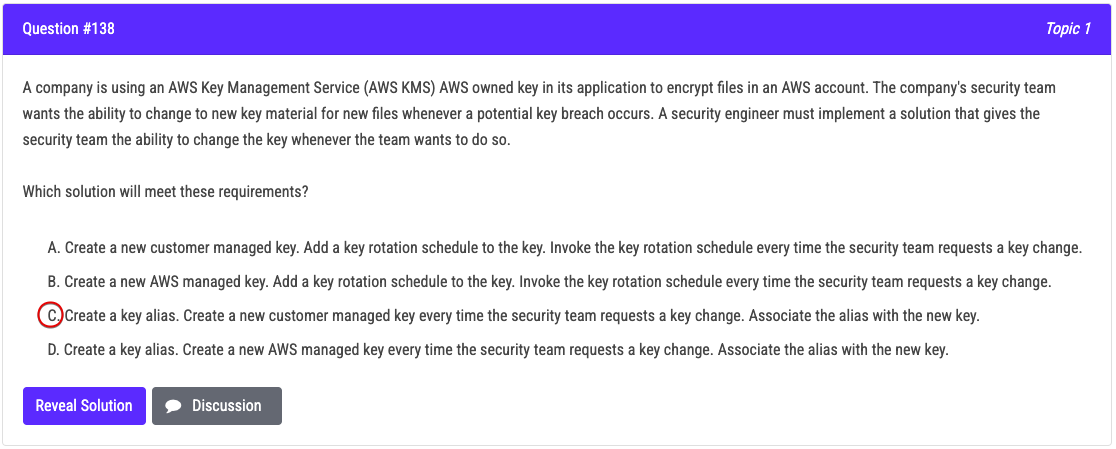 Question #138
Topic 1
A company is using an AWS Key Management Service (AWS KMS) AWS owned key in its application to encrypt files in an AWS account. The company's security team
wants the ability to change to new key material for new files whenever a potential key breach occurs. A security engineer must implement a solution that gives the
security team the ability to change the key whenever the team wants to do so.
Which solution will meet these requirements?
A. Create a new customer managed key. Add a key rotation schedule to the key. Invoke the key rotation schedule every time the security team requests a key change.
B. Create a new AWS managed key. Add a key rotation schedule to the key. Invoke the key rotation schedule every time the security team requests a key change.
C. Create a key alias. Create a new customer managed key every time the security team requests a key change. Associate the alias with the new key.
D. Create a key alias. Create a new AWS managed key every time the security team requests a key change. Associate the alias with the new key.
Reveal Solution
Discussion